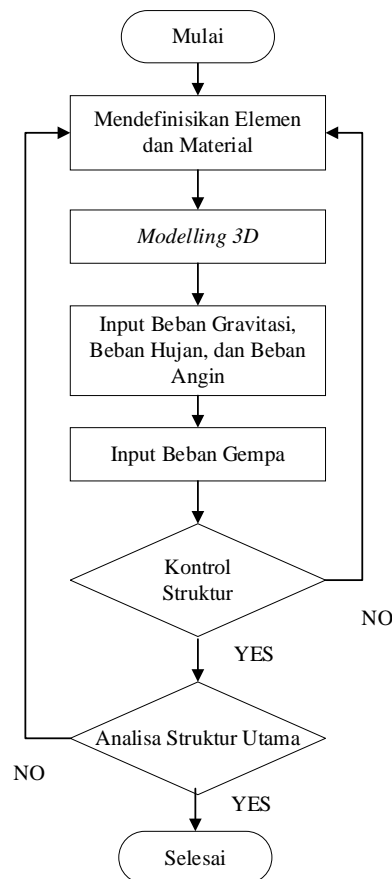 Mulai
Mendefinisikan Elemen
dan Material
Modelling 3D
Input Beban Gravitasi,
Beban Hujan, dan Beban
Angin
Input Beban Gempa
Kontrol
Struktur
NO
YES
Analisa Struktur Utama
NO
YES
Selesai